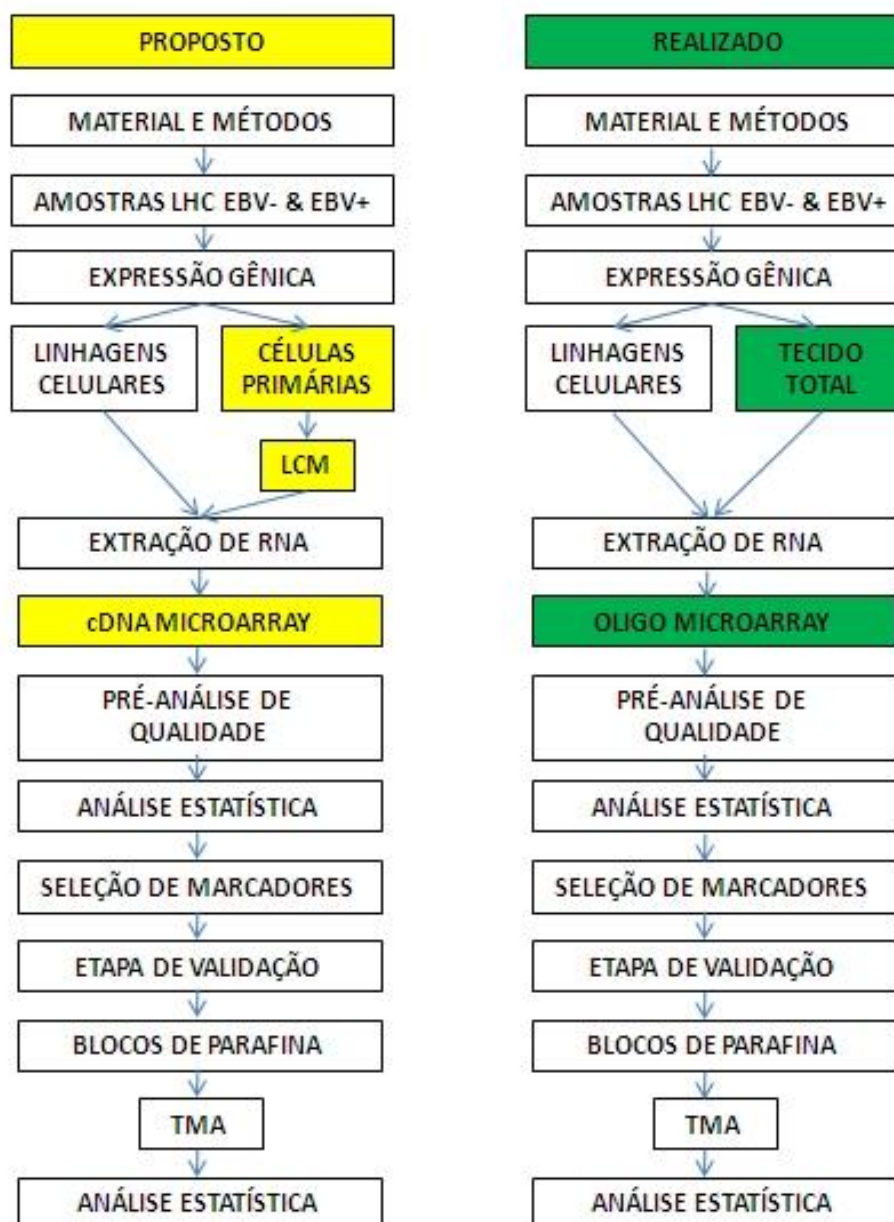 PROPOSTO
MATERIAL E MÉTODOS
AMOSTRAS LHC EBV- & EBV+
EXPRESSÃO GÊNICA
LINHAGENS
CELULARES
CÉLULAS
PRIMÁRIAS
LCM
EXTRAÇÃO DE RNA
cDNA MICROARRAY
PRÉ-ANÁLISE DE
QUALIDADE
ANÁLISE ESTATÍSTICA
SELEÇÃO DE MARCADORES
ETAPA DE VALIDAÇÃO
BLOCOS DE PARAFINA
TMA
ANÁLISE ESTATÍSTICA
REALIZADO
MATERIAL E MÉTODOS
AMOSTRAS LHC EBV- & EBV+
EXPRESSÃO GÊNICA
LINHAGENS
CELULARES
TECIDO
TOTAL
EXTRAÇÃO DE RNA
OLIGO MICROARRAY
PRÉ-ANÁLISE DE
QUALIDADE
ANÁLISE ESTATÍSTICA
SELEÇÃO DE MARCADORES
ETAPA DE VALIDAÇÃO
BLOCOS DE PARAFINA
TMA
ANÁLISE ESTATÍSTICA